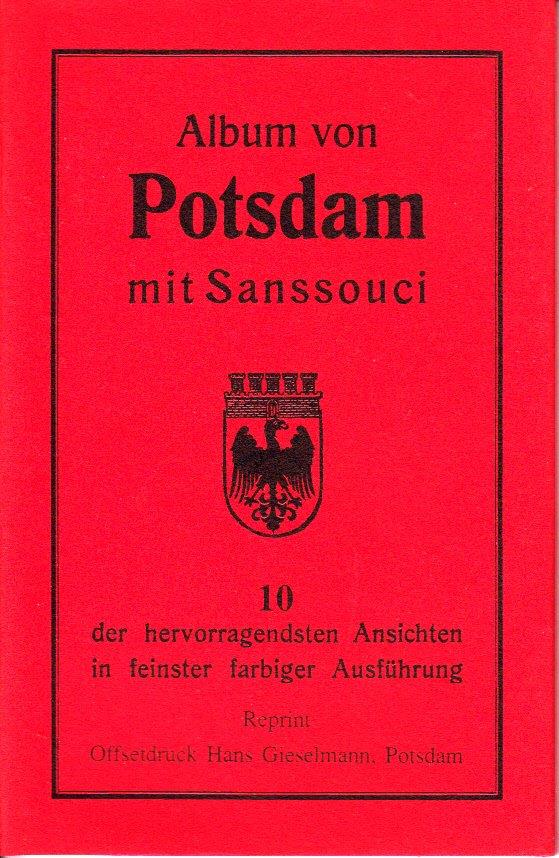 Album von
Potsdam
mit Sanssouci
10
der hervorragendsten Ansichten
in feinster farbiger Ausführung
Reprint
Offsetdruck Hans Gieselmann, Potsdam